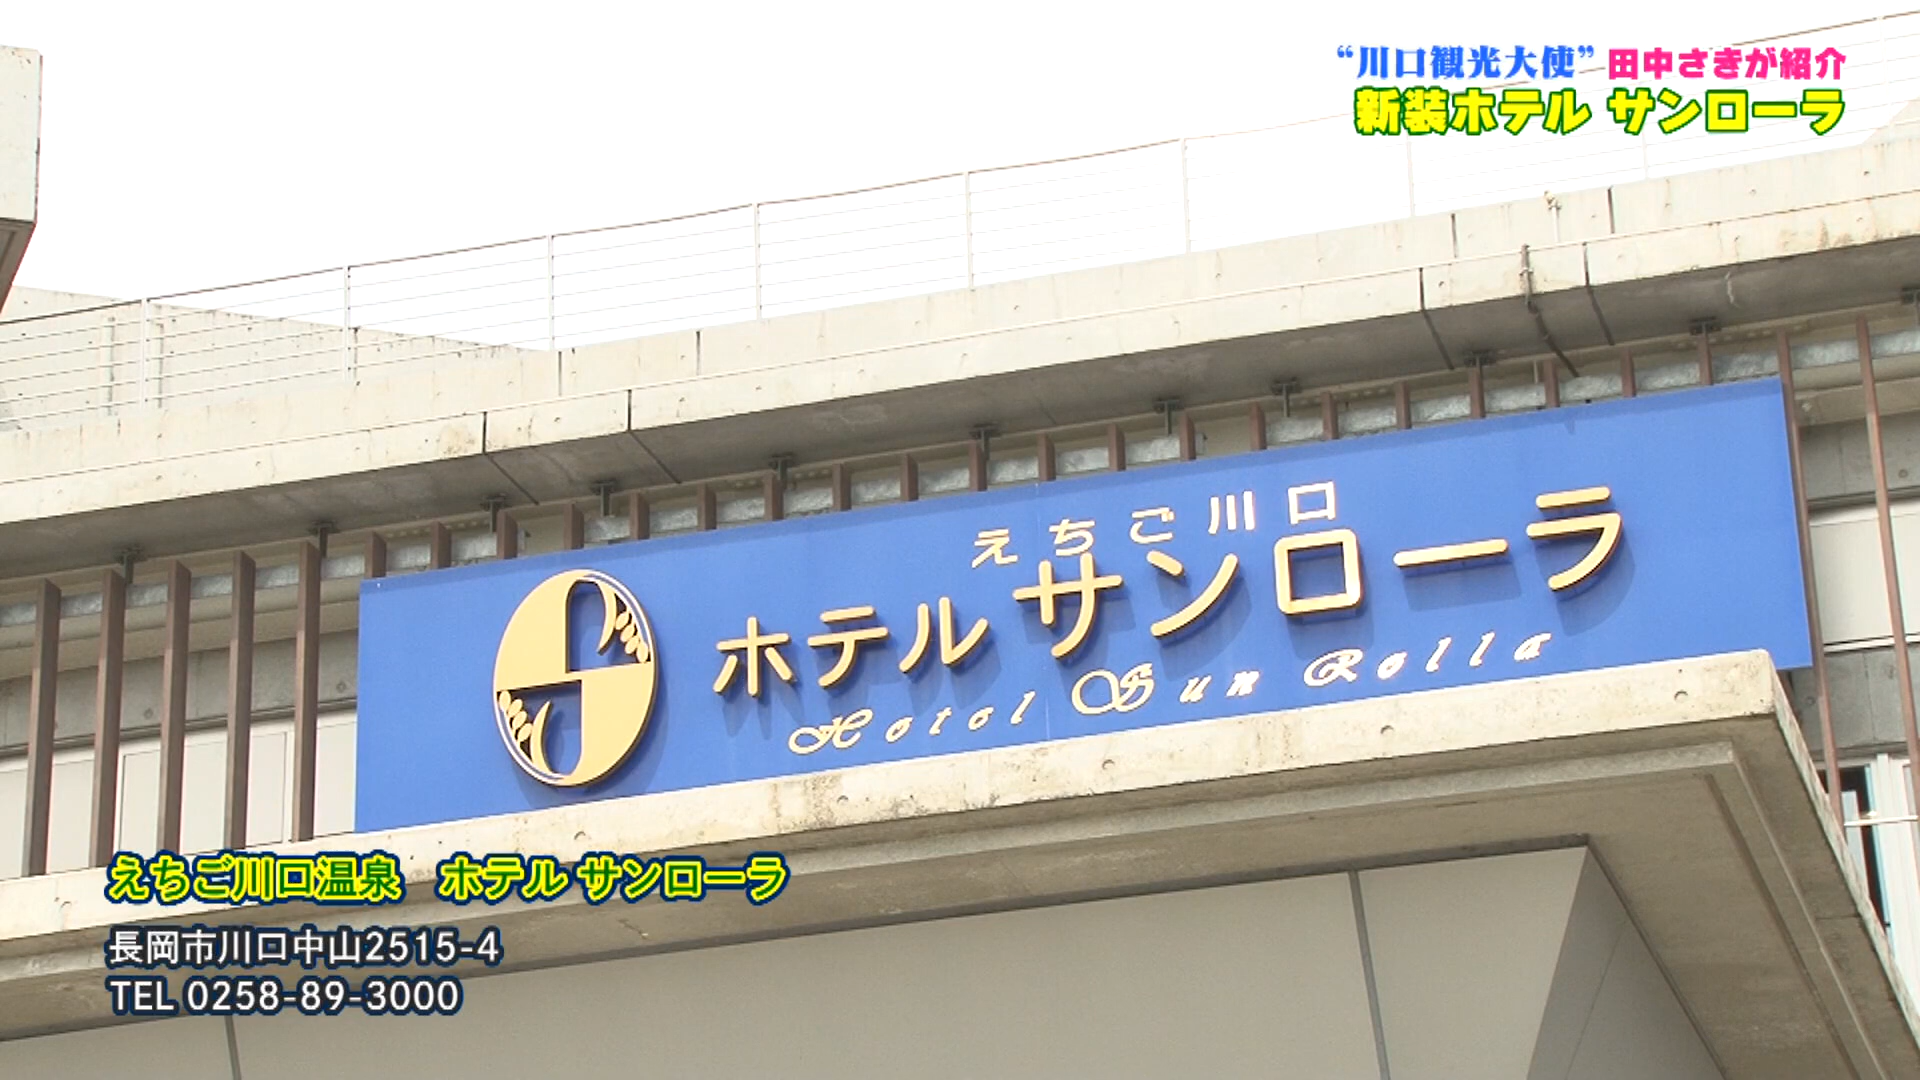 “川口観光大使” 田中さきが紹介
新装ホテル サンローラ
えちご川口
ホテル サンローラ
Hotol Sun Rolla
えちご川口温泉　ホテル サンローラ
長岡市川口中山2515-4
TEL 0258-89-3000